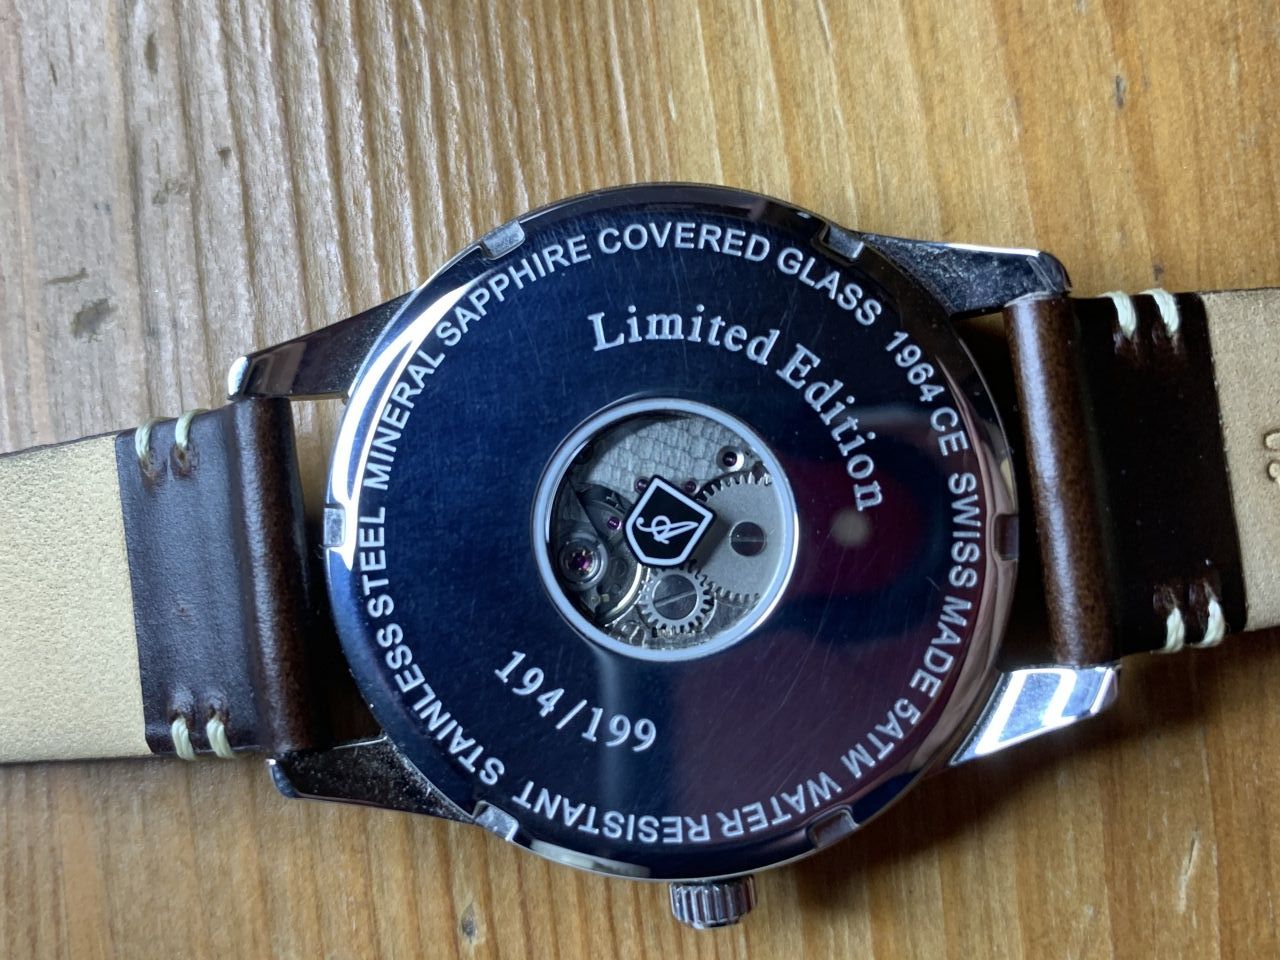 STAINLESS STEEL MINERAL SAPPHIRE COVERED GLASS 1964 CE SWISS MADE 5ATM WATER RESISTANT
Limited Edition
194/199